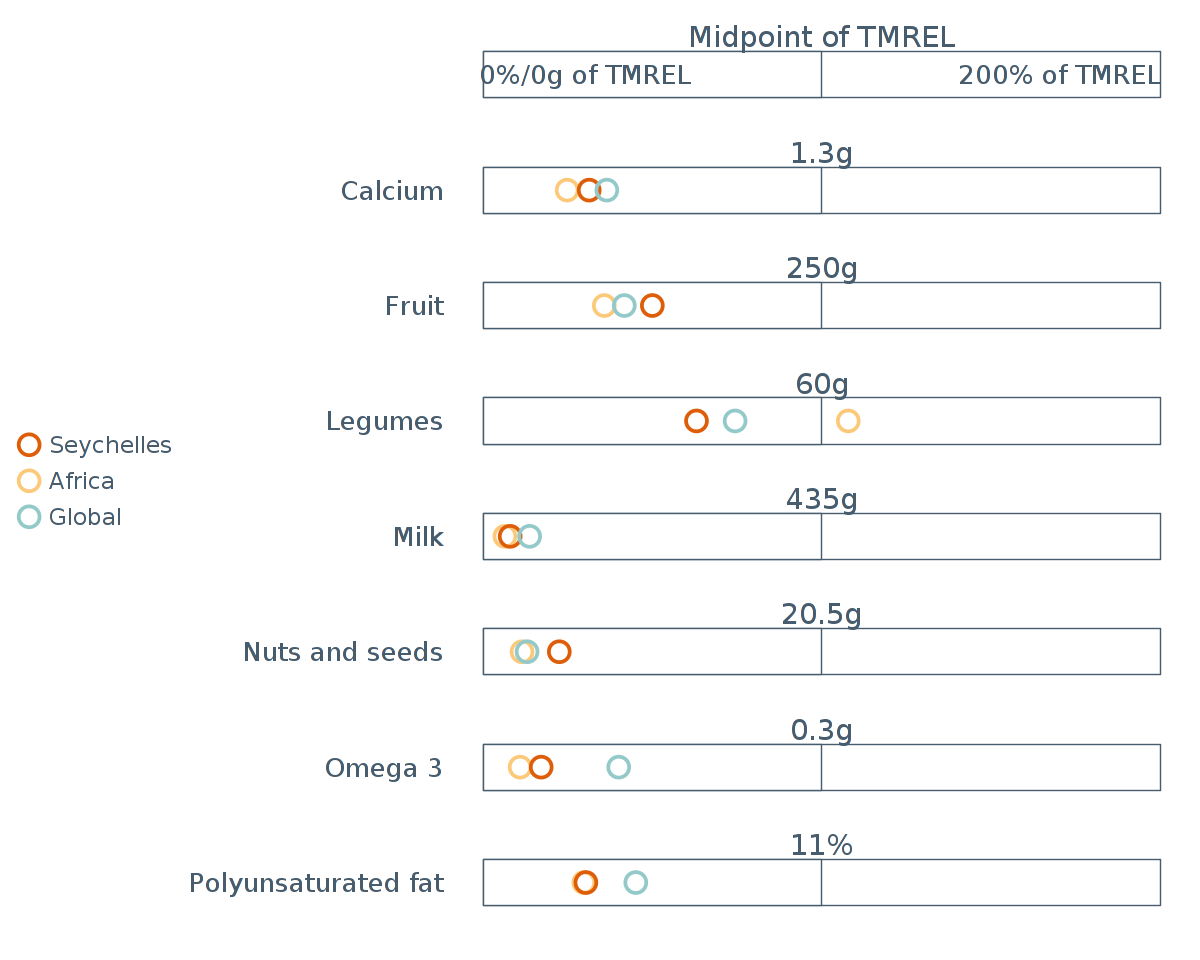 Midpoint of TMREL
0%/0g of TMREL
200% of TMREL
1.3g
Calcium
250g
Fruit
60g
Legumes
Seychelles
Africa
Global
435g
Milk
20.5g
Nuts and seeds
0.3g
Omega 3
11%
Polyunsaturated fat